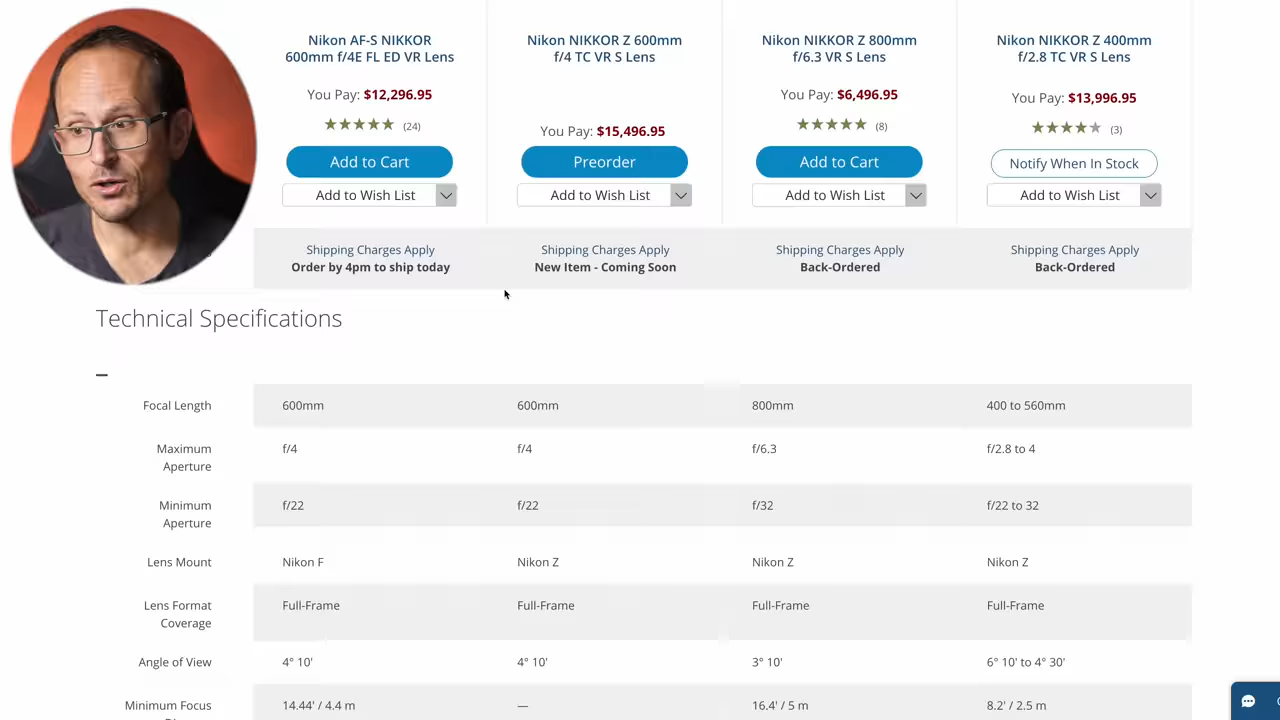 Nikon AF-S NIKKOR
600mm f/4E FL ED VR Lens
You Pay: $12,296.95
(24)
Add to Cart
Add to Wish List
Nikon NIKKOR Z 600mm
f/4 TC VR S Lens
You Pay: $15,496.95
Preorder
Add to Wish List
Nikon NIKKOR Z 800mm
f/6.3 VR S Lens
You Pay: $6,496.95
(8)
Add to Cart
Add to Wish List
Nikon NIKKOR Z 400mm
f/2.8 TC VR S Lens
You Pay: $13,996.95
(3)
Notify When In Stock
Add to Wish List
Shipping Charges Apply
Order by 4pm to ship today
Shipping Charges Apply
New Item - Coming Soon
Shipping Charges Apply
Back-Ordered
Shipping Charges Apply
Back-Ordered
Technical Specifications
Focal Length 600mm 600mm 800mm 400 to 560mm
Maximum
Aperture f/4 f/4 f/6.3 f/2.8 to 4
Minimum
Aperture f/22 f/22 f/32 f/22 to 32
Lens Mount Nikon F Nikon Z Nikon Z Nikon Z
Lens Format
Coverage Full-Frame Full-Frame Full-Frame Full-Frame
Angle of View 4° 10' 4° 10' 3° 10' 6° 10' to 4° 30'
Minimum Focus 14.44' / 4.4 m — 16.4' / 5 m 8.2' / 2.5 m